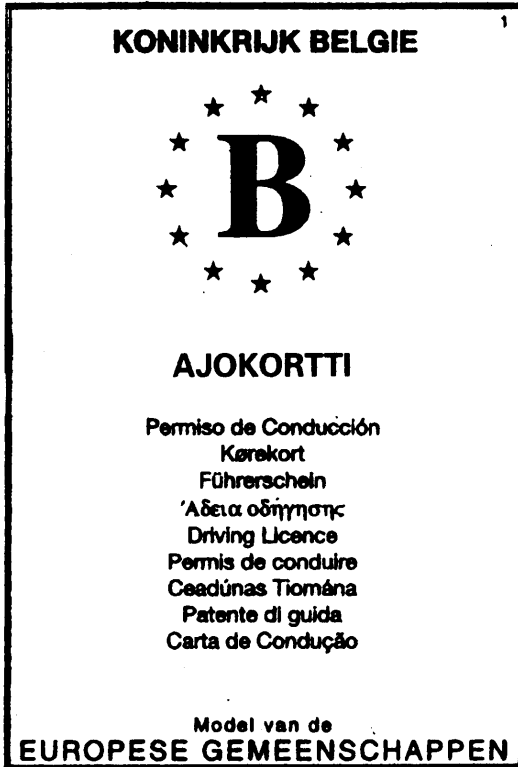 1
KONINKRIJK BELGIE
B
AJOKORTTI
Permiso de Conducción
Kørekort
Führerschein
Άδεια οδήγησης
Driving Licence
Permis de conduire
Ceadúnas Tiomána
Patente di guida
Carta de Condução
Model van de
EUROPESE GEMEENSCHAPPEN